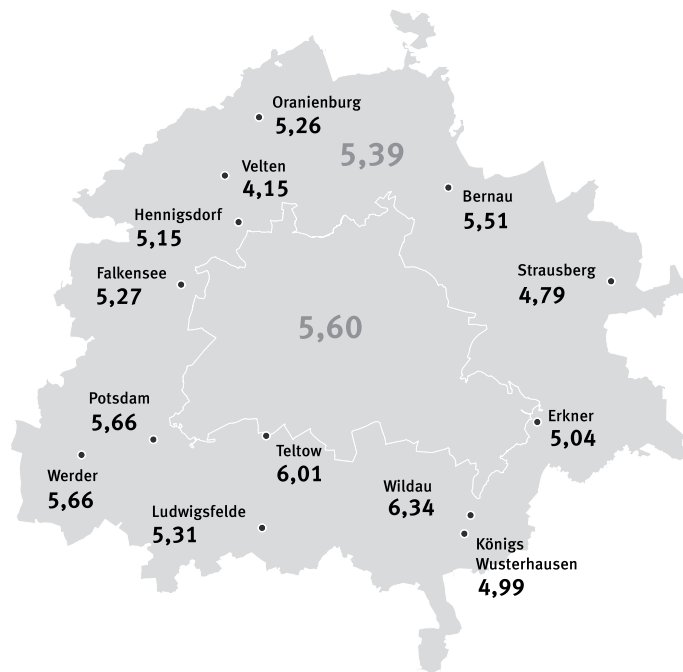 Oranienburg
5,26
5,39
Velten
4,15
Bernau
5,51
Hennigsdorf
5,15
Falkensee
5,27
Strausberg
4,79
5,60
Potsdam
5,66
Erkner
5,04
Teltow
6,01
Werder
5,66
Wildau
6,34
Ludwigsfelde
5,31
Königs
Wusterhausen
4,99